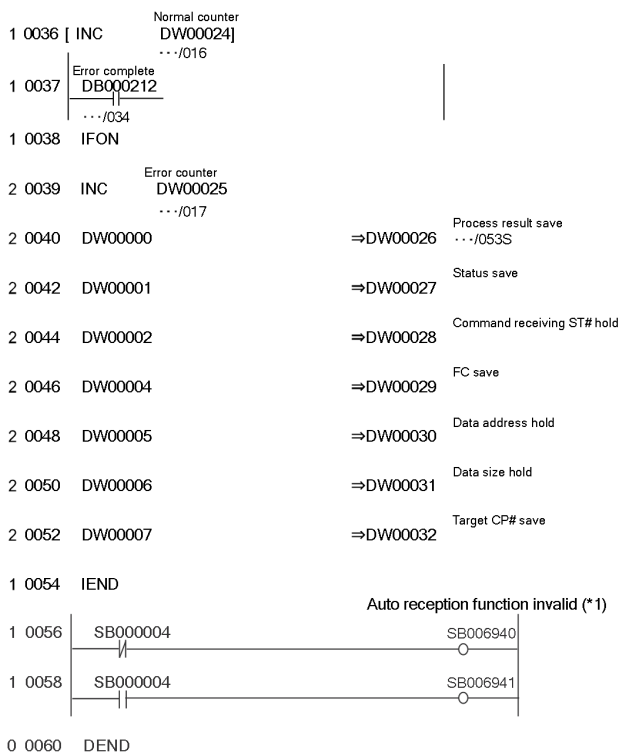 Normal counter
1 0036 [ INC DW00024]
···/016
Error complete
1 0037 DB000212
···/034
1 0038 IFON
Error counter
2 0039 INC DW00025
···/017
2 0040 DW00000 ⇒DW00026 Process result save
···/053S
2 0042 DW00001 ⇒DW00027 Status save
2 0044 DW00002 ⇒DW00028 Command receiving ST# hold
2 0046 DW00004 ⇒DW00029 FC save
2 0048 DW00005 ⇒DW00030 Data address hold
2 0050 DW00006 ⇒DW00031 Data size hold
2 0052 DW00007 ⇒DW00032 Target CP# save
1 0054 IEND
Auto reception function invalid (*1)
1 0056 SB000004 SB006940
1 0058 SB000004 SB006941
0 0060 DEND